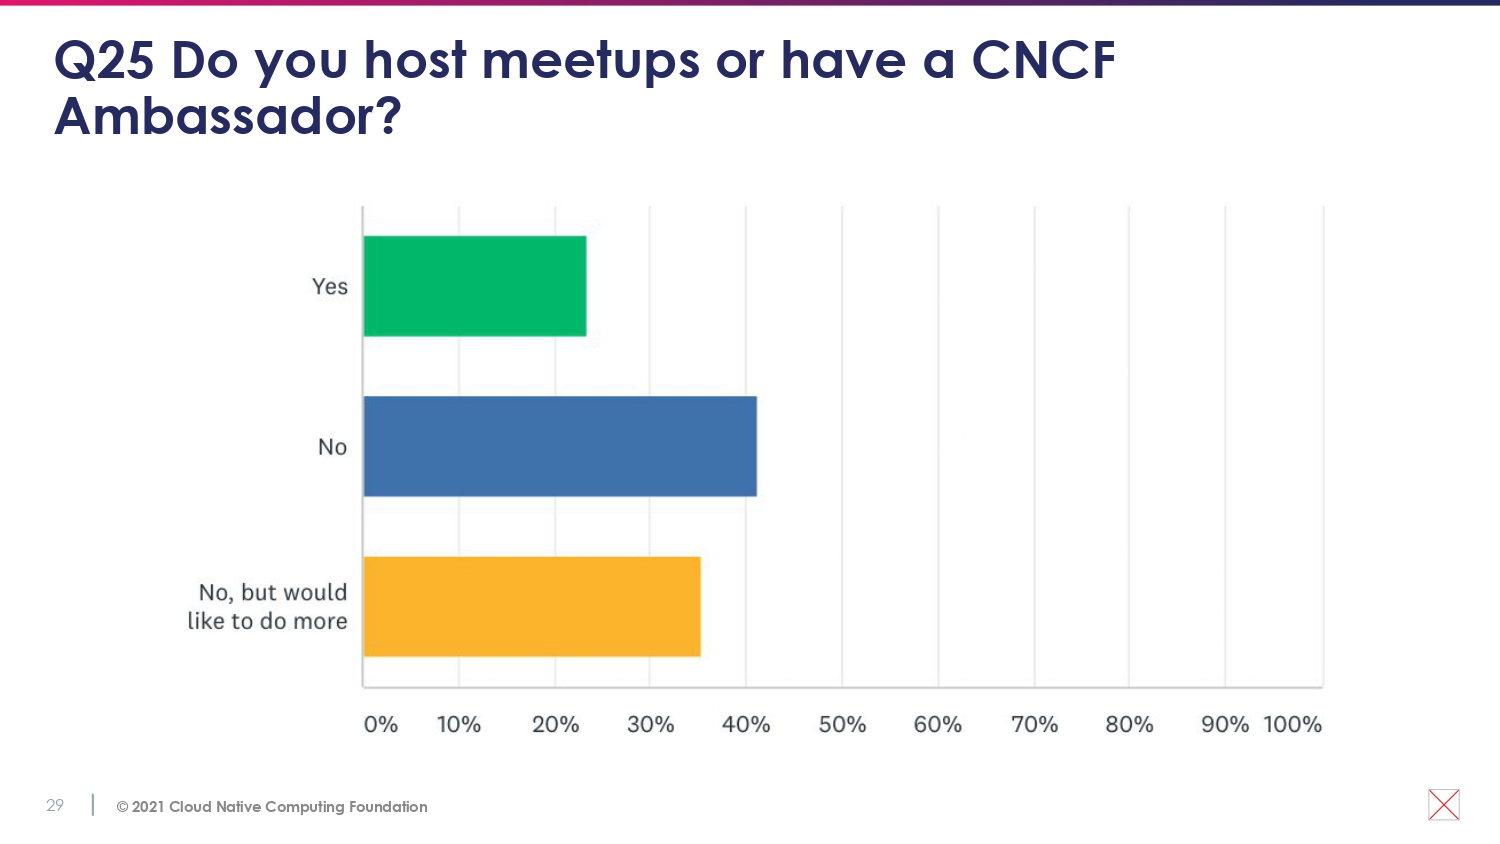 Q25 Do you host meetups or have a CNCF
Ambassador?
Yes
No
No, but would
like to do more
0% 10% 20% 30% 40% 50% 60% 70% 80% 90% 100%
29
© 2021 Cloud Native Computing Foundation